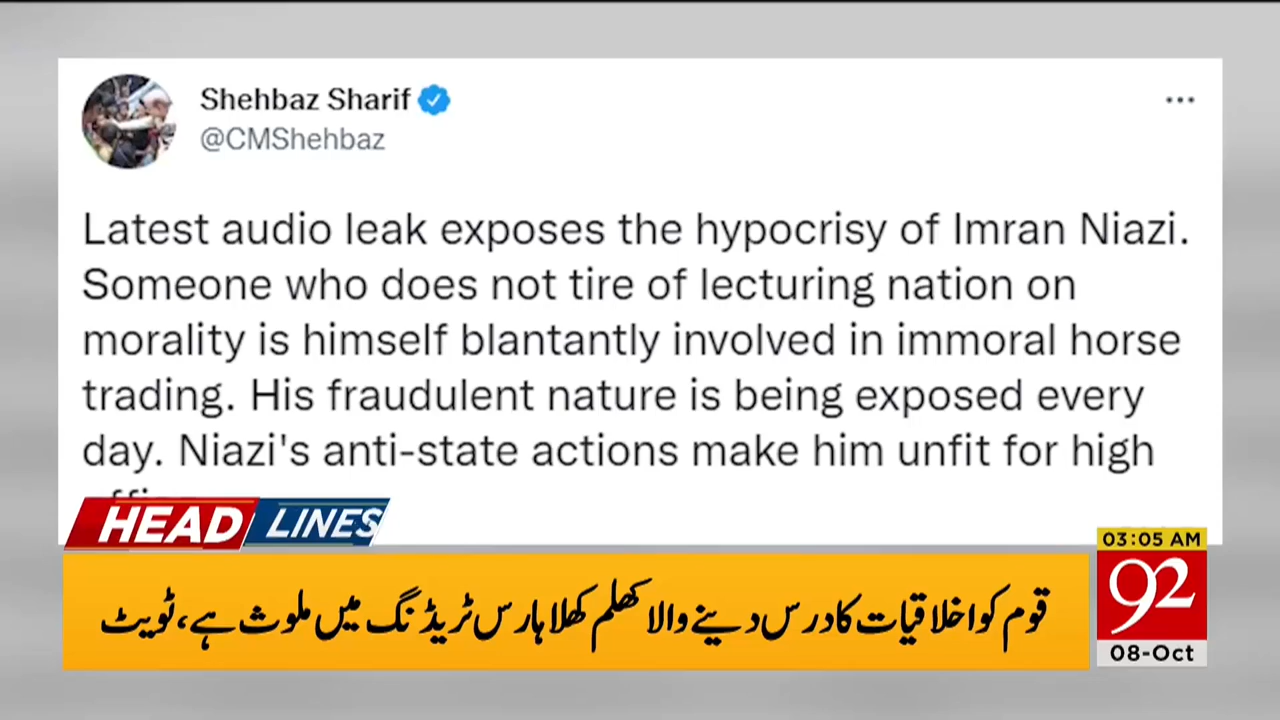 Shehbaz Sharif
@CMShehbaz
Latest audio leak exposes the hypocrisy of Imran Niazi.
Someone who does not tire of lecturing nation on
morality is himself blantantly involved in immoral horse
trading. His fraudulent nature is being exposed every
day. Niazi's anti-state actions make him unfit for high
HEAD LINES
03:05 AM
92
08-Oct
قوم کو اخلاقیات کا درس دینے والا کھلم کھلا ہارس ٹریڈنگ میں ملوث ہے، ٹویٹ